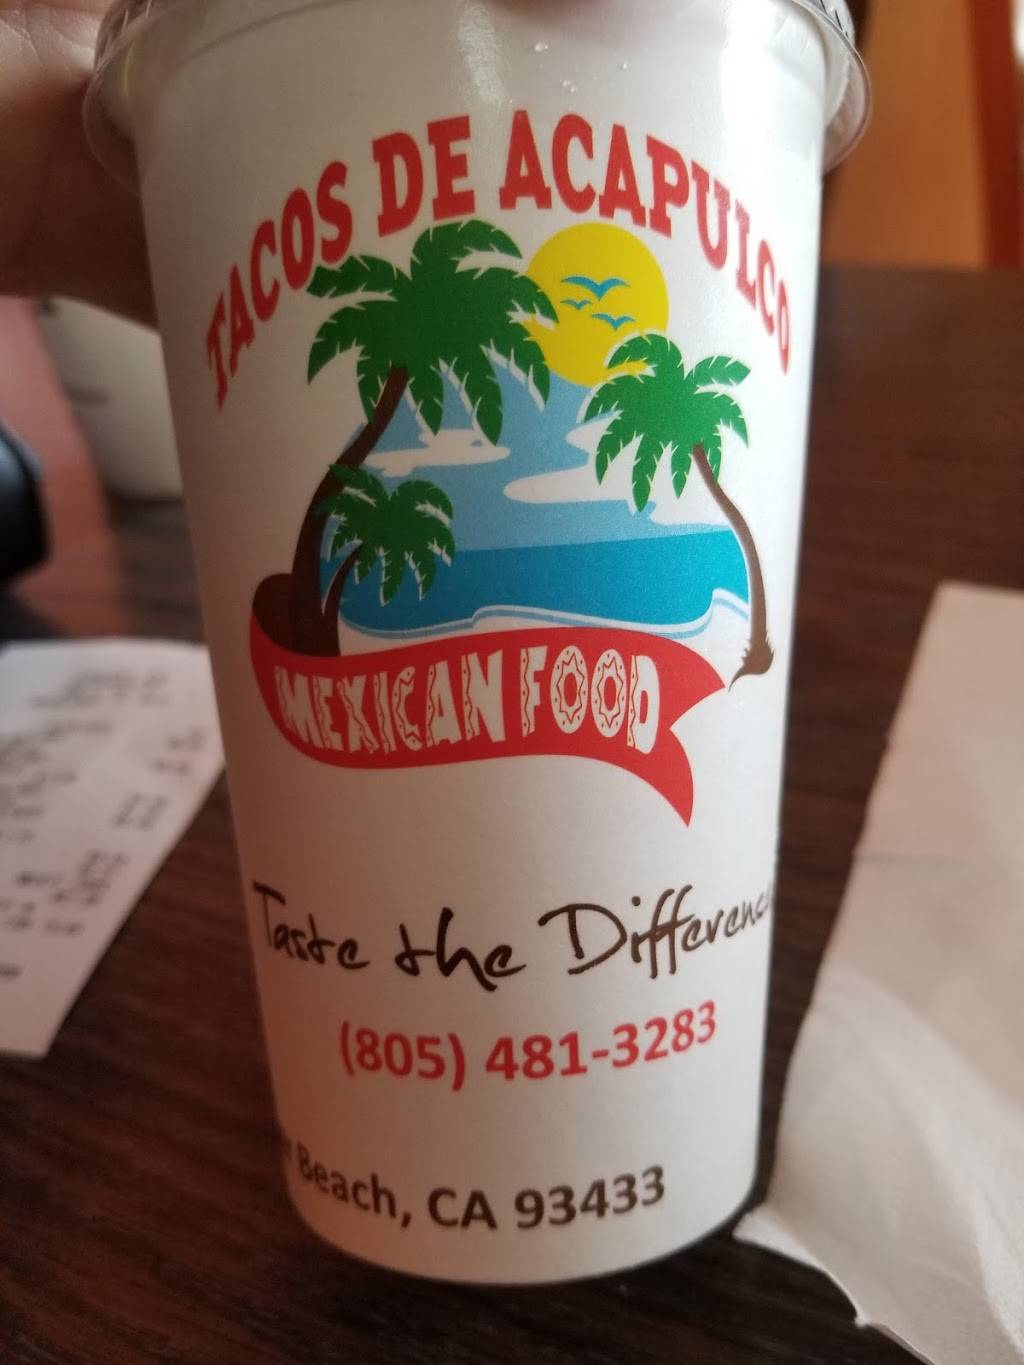 TACOS DE ACAPULCO
MEXICAN FOOD
Taste the Difference
(805) 481-3283
Beach, CA 93433